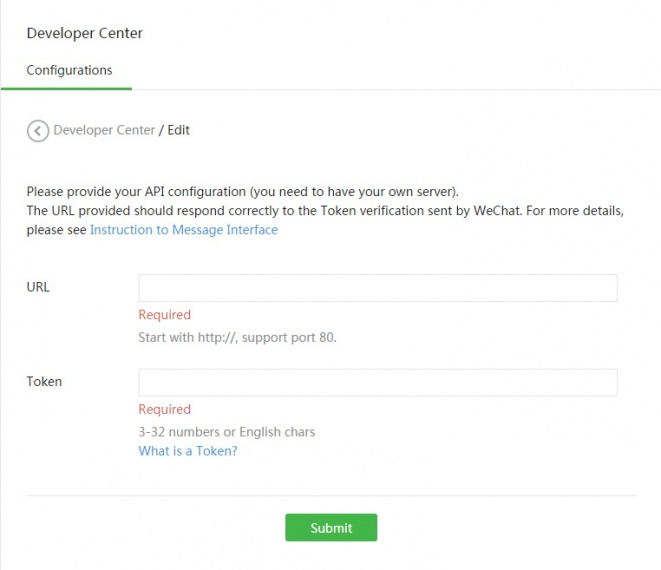 Developer Center
Configurations
Developer Center / Edit
Please provide your API configuration (you need to have your own server).
The URL provided should respond correctly to the Token verification sent by WeChat. For more details,
please see Instruction to Message Interface
URL
Required
Start with http://, support port 80.
Token
Required
3-32 numbers or English chars
What is a Token?
Submit